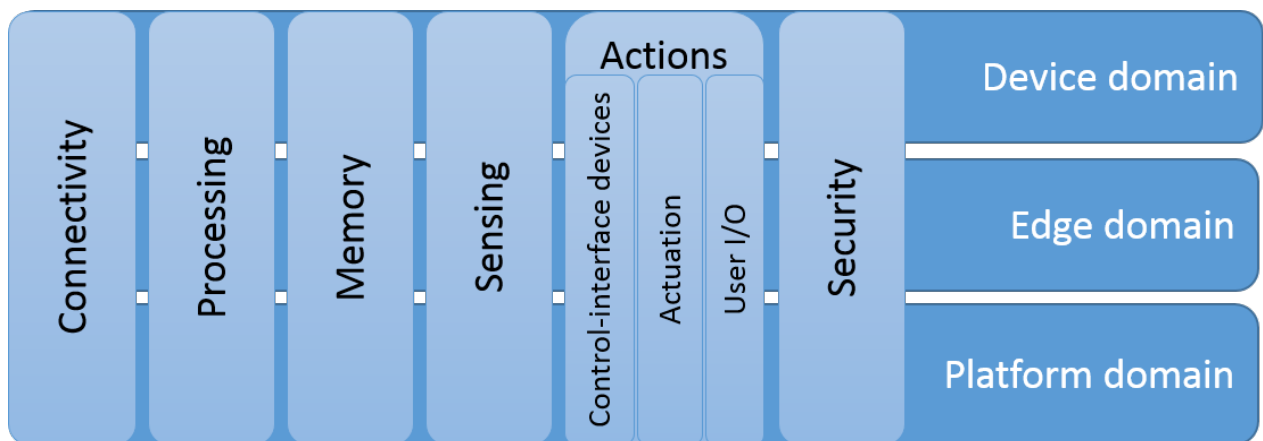 Connectivity
Processing
Memory
Sensing
Actions
Control-interface devices
Actuation
User I/O
Security
Device domain
Edge domain
Platform domain